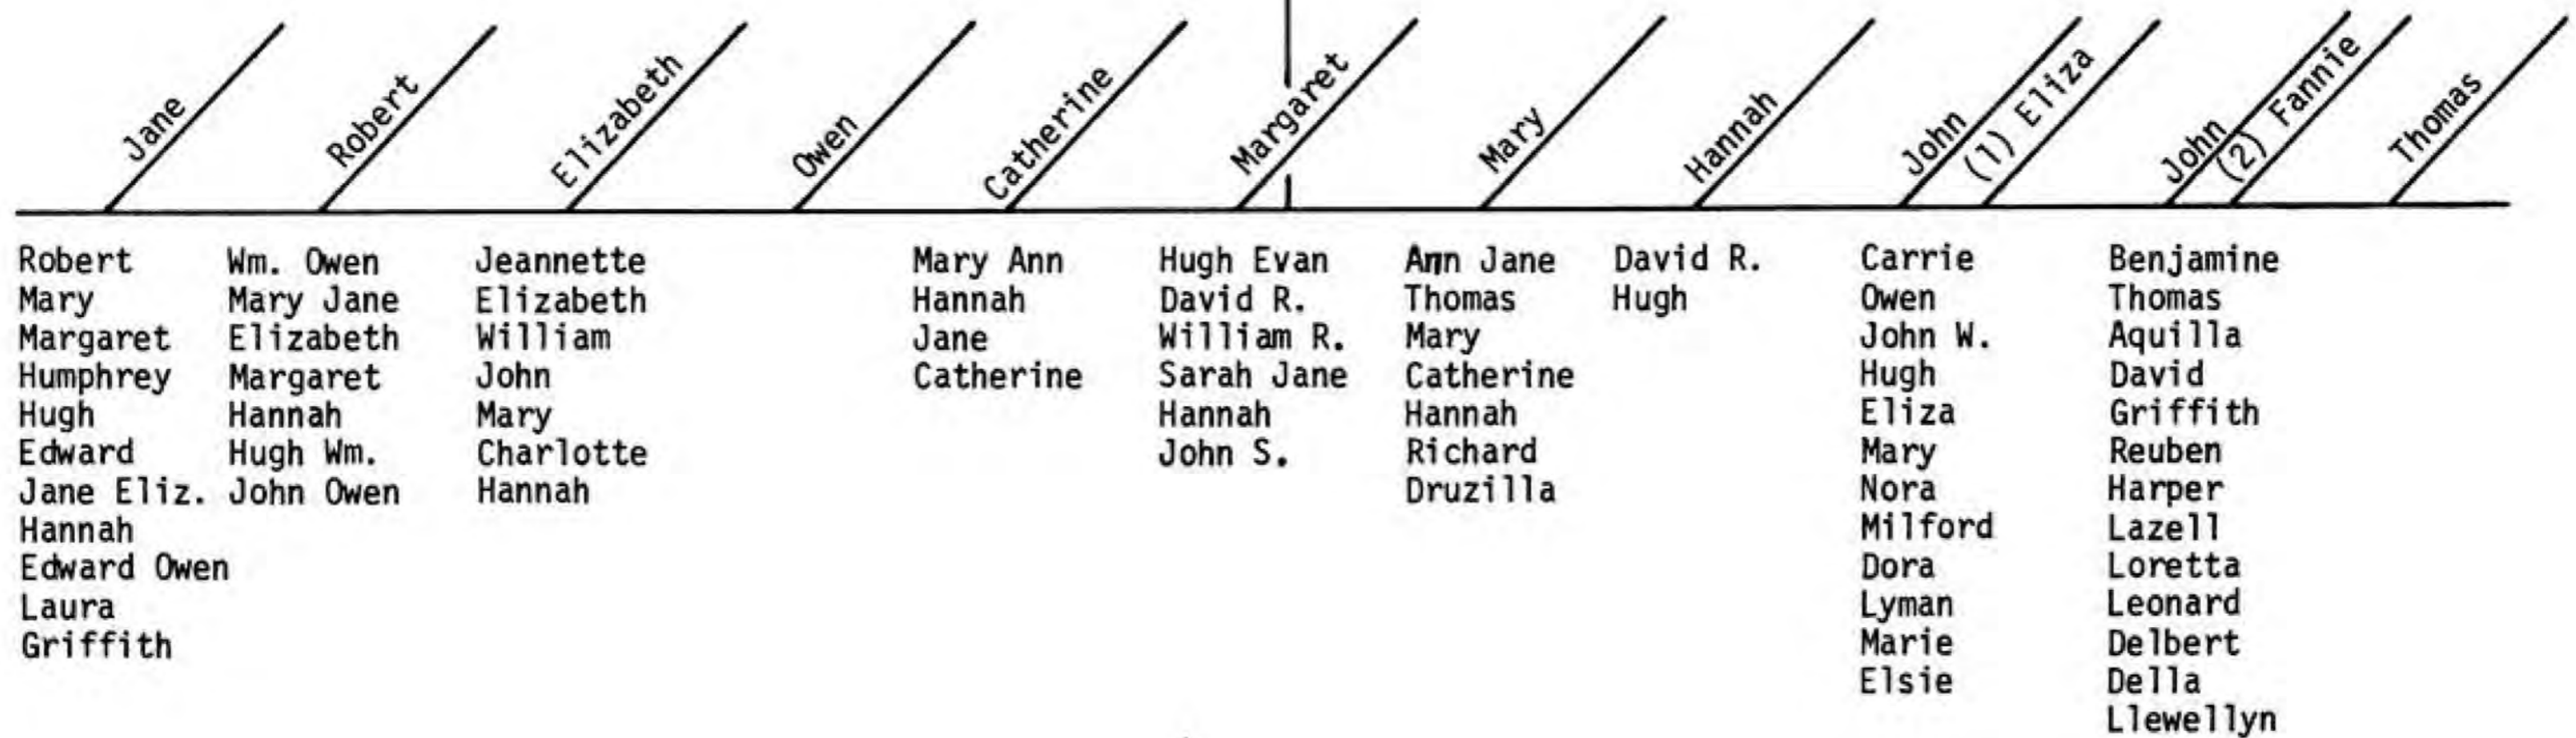 Jane
Robert
Elizabeth
Owen
Catherine
Margaret
Mary
Hannah
John
(1) Eliza
John
(2) Fannie
Thomas
Robert
Mary
Margaret
Humphrey
Hugh
Edward
Jane Eliz.
Hannah
Edward Owen
Laura
Griffith
Wm. Owen
Mary Jane
Elizabeth
Margaret
Hannah
Hugh Wm.
John Owen
Jeannette
Elizabeth
William
John
Mary
Charlotte
Hannah
Mary Ann
Hannah
Jane
Catherine
Hugh Evan
David R.
William R.
Sarah Jane
Hannah
John S.
Ann Jane
Thomas
Mary
Catherine
Hannah
Richard
Druzilla
David R.
Hugh
Carrie
Owen
John W.
Hugh
Eliza
Mary
Nora
Milford
Dora
Lyman
Marie
Elsie
Benjamine
Thomas
Aquilla
David
Griffith
Reuben
Harper
Lazell
Loretta
Leonard
Delbert
Della
Llewellyn